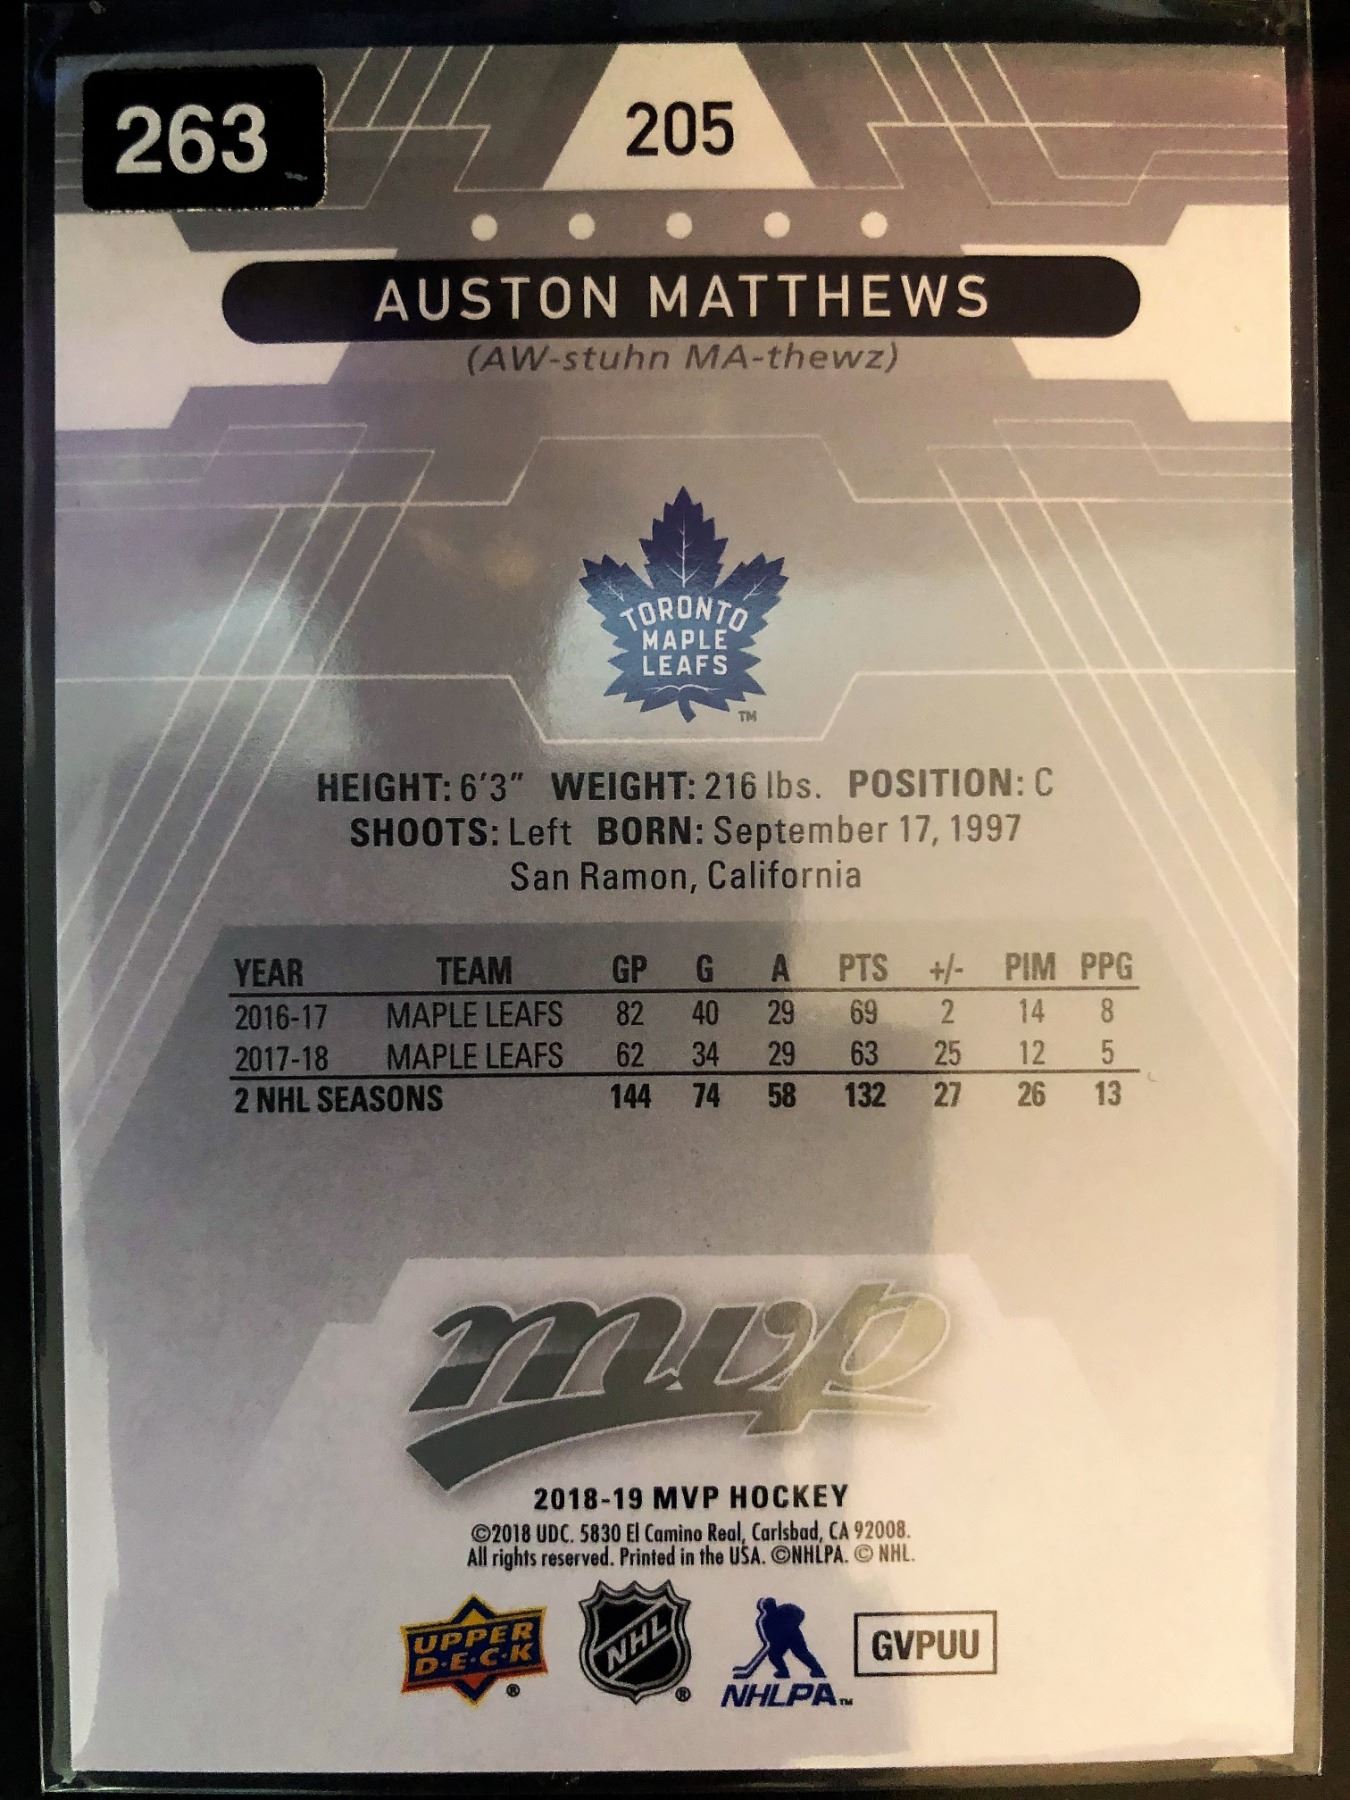 263
205
AUSTON MATTHEWS
(AW-stuhn MA-thewz)
TORONTO
MAPLE
LEAFS
TM
HEIGHT: 6'3" WEIGHT: 216 lbs. POSITION: C
SHOOTS: Left BORN: September 17, 1997
San Ramon, California
YEAR TEAM GP G A PTS +/- PIM PPG
2016-17 MAPLE LEAFS 82 40 29 69 2 14 8
2017-18 MAPLE LEAFS 62 34 29 63 25 12 5
2 NHL SEASONS 144 74 58 132 27 26 13
mvp
2018-19 MVP HOCKEY
©2018 UDC. 5830 El Camino Real, Carlsbad, CA 92008.
All rights reserved. Printed in the USA. ©NHLPA. © NHL.
UPPER
D·E·C·K ®
NHL ®
NHLPA™
GVPUU